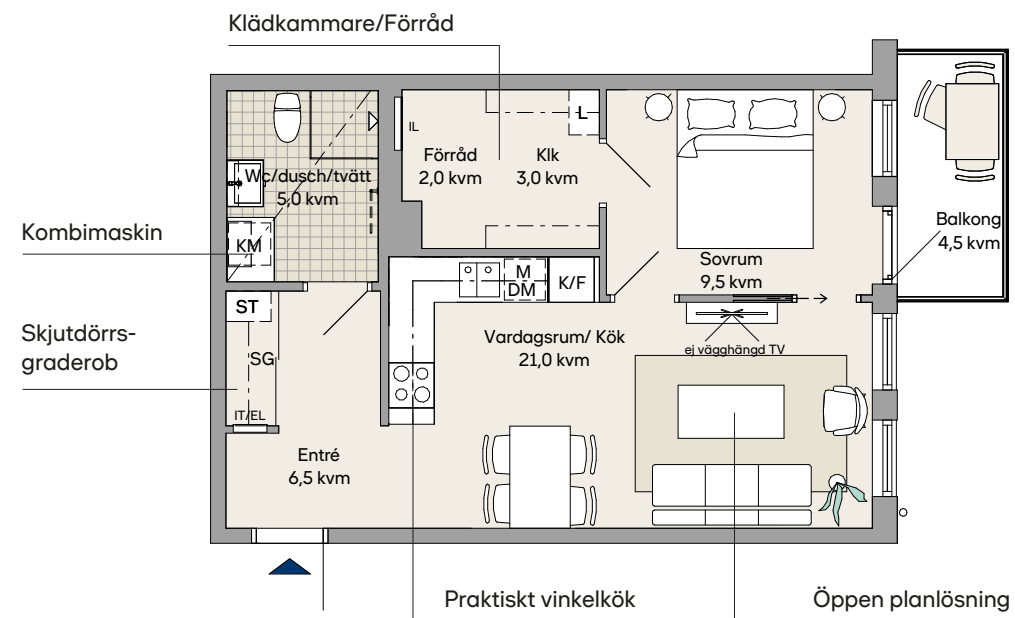 Klädkammare/Förråd
IL
L
Förråd
2,0 kvm
Klk
3,0 kvm
Wc/dusch/tvätt
5,0 kvm
Kombimaskin
KM
Balkong
4,5 kvm
Sovrum
9,5 kvm
M
DM
K/F
ST
Skjutdörrs-
graderob
SG
Vardagsrum/ Kök
21,0 kvm
ej vägghängd TV
IT/EL
Entré
6,5 kvm
Praktiskt vinkelkök
Öppen planlösning